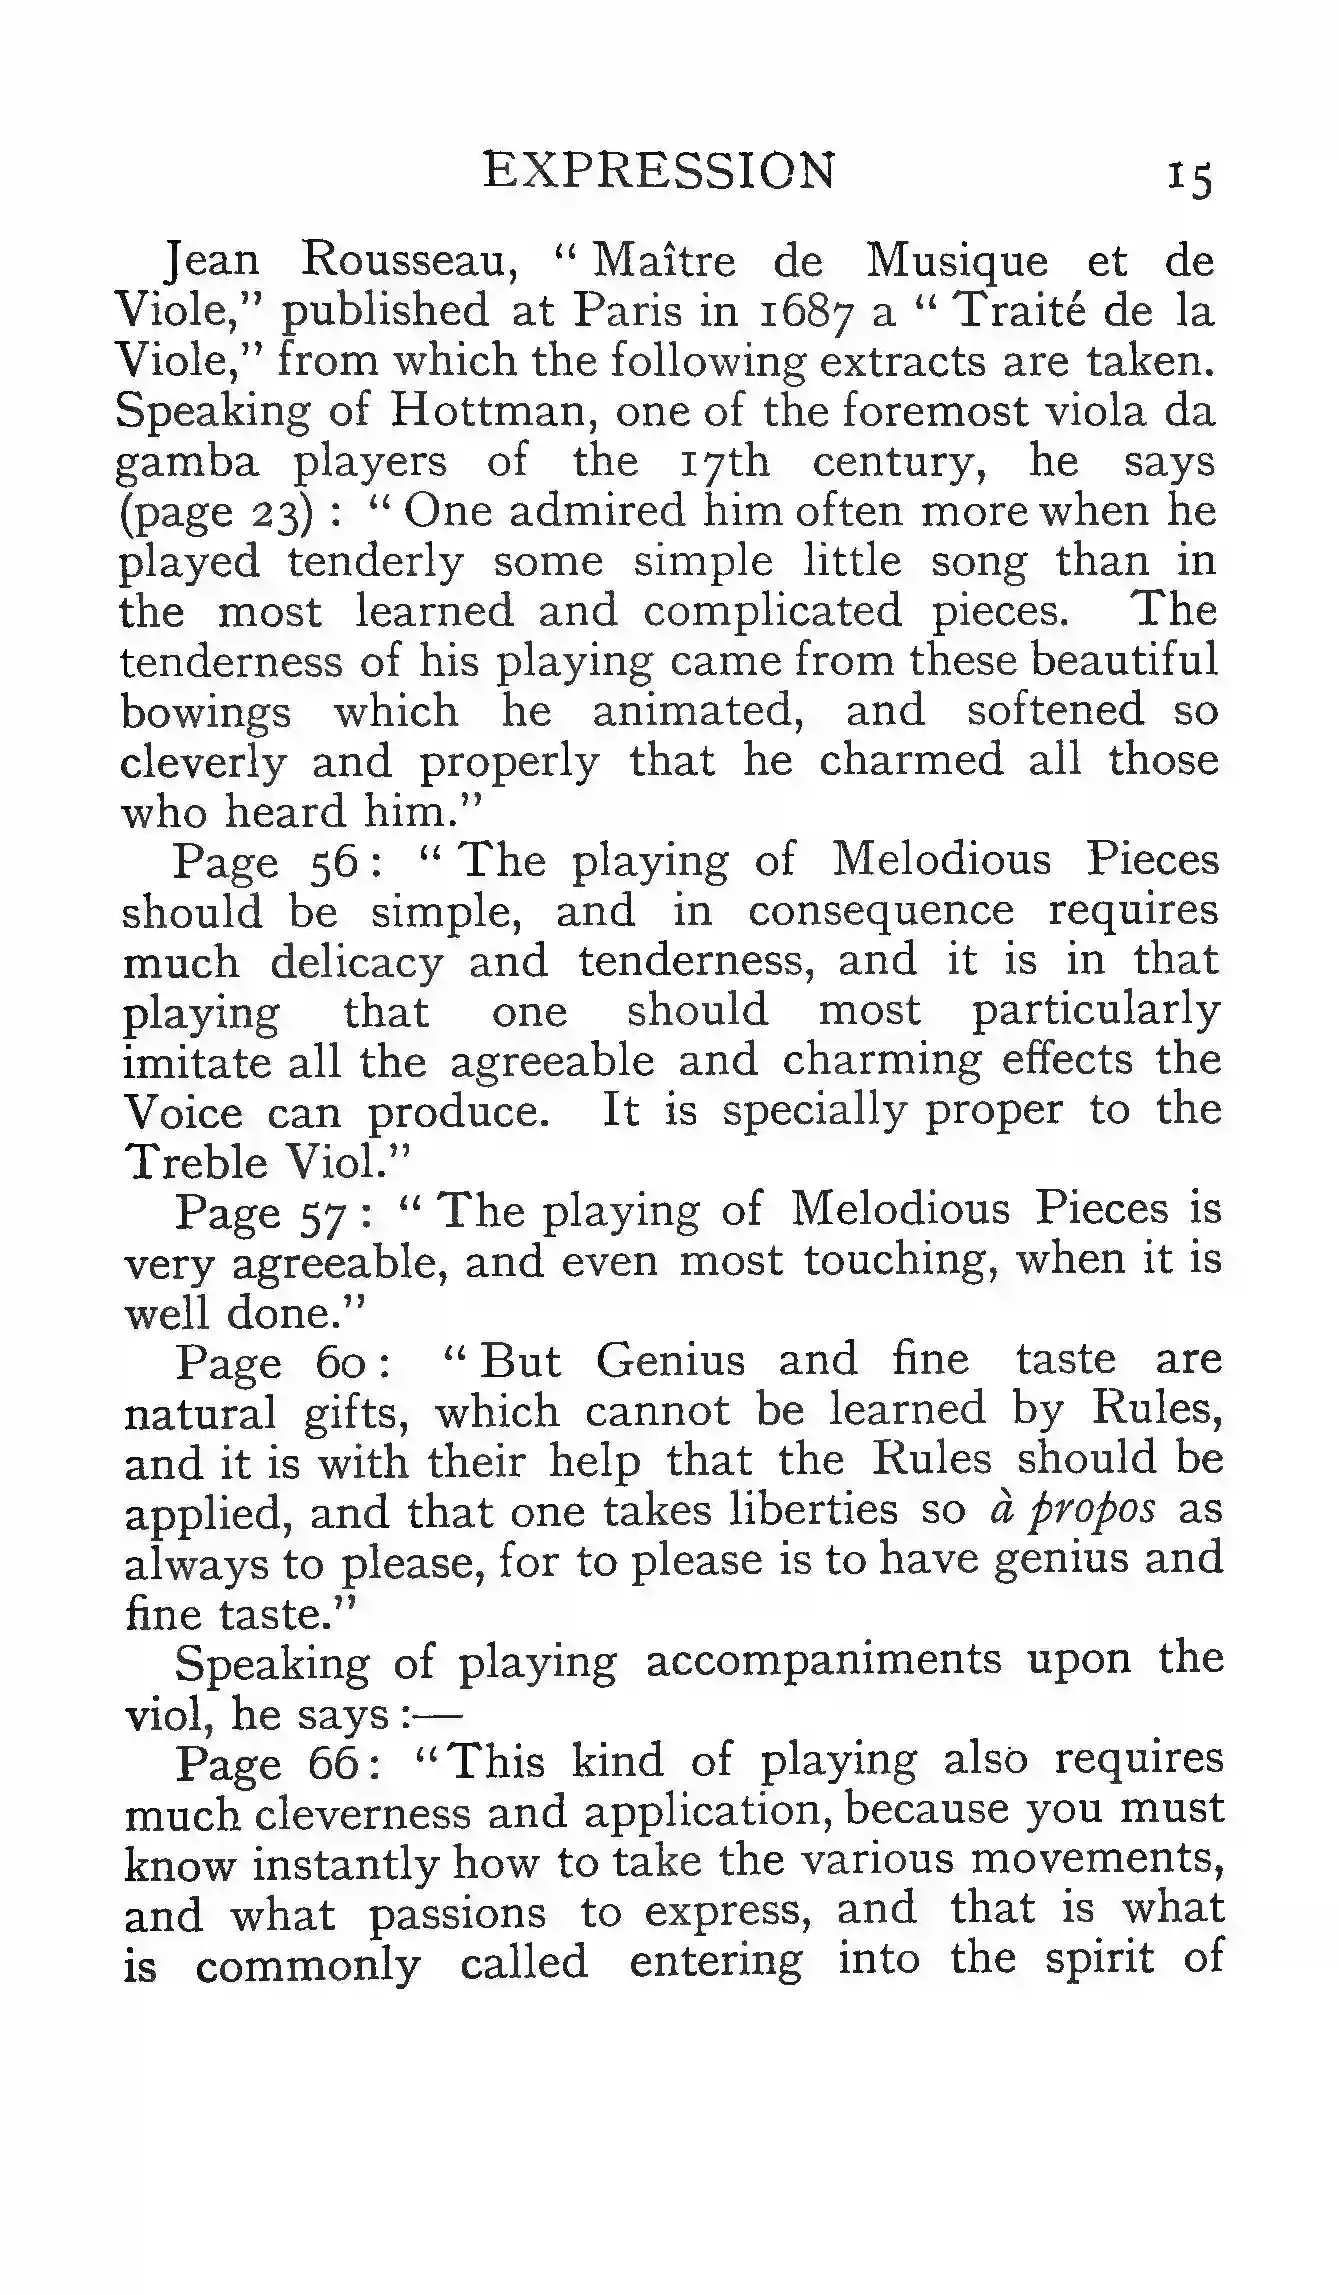 EXPRESSION 15
Jean Rousseau, “ Maître de Musique et de
Viole,” published at Paris in 1687 a “ Traité de la
Viole,” from which the following extracts are taken.
Speaking of Hottman, one of the foremost viola da
gamba players of the 17th century, he says
(page 23) : “ One admired him often more when he
played tenderly some simple little song than in
the most learned and complicated pieces. The
tenderness of his playing came from these beautiful
bowings which he animated, and softened so
cleverly and properly that he charmed all those
who heard him.”
Page 56 : “ The playing of Melodious Pieces
should be simple, and in consequence requires
much delicacy and tenderness, and it is in that
playing that one should most particularly
imitate all the agreeable and charming effects the
Voice can produce. It is specially proper to the
Treble Viol.”
Page 57 : “ The playing of Melodious Pieces is
very agreeable, and even most touching, when it is
well done.”
Page 60 : “ But Genius and fine taste are
natural gifts, which cannot be learned by Rules,
and it is with their help that the Rules should be
applied, and that one takes liberties so à propos as
always to please, for to please is to have genius and
fine taste.”
Speaking of playing accompaniments upon the
viol, he says :—
Page 66 : “This kind of playing also requires
much cleverness and application, because you must
know instantly how to take the various movements,
and what passions to express, and that is what
is commonly called entering into the spirit of